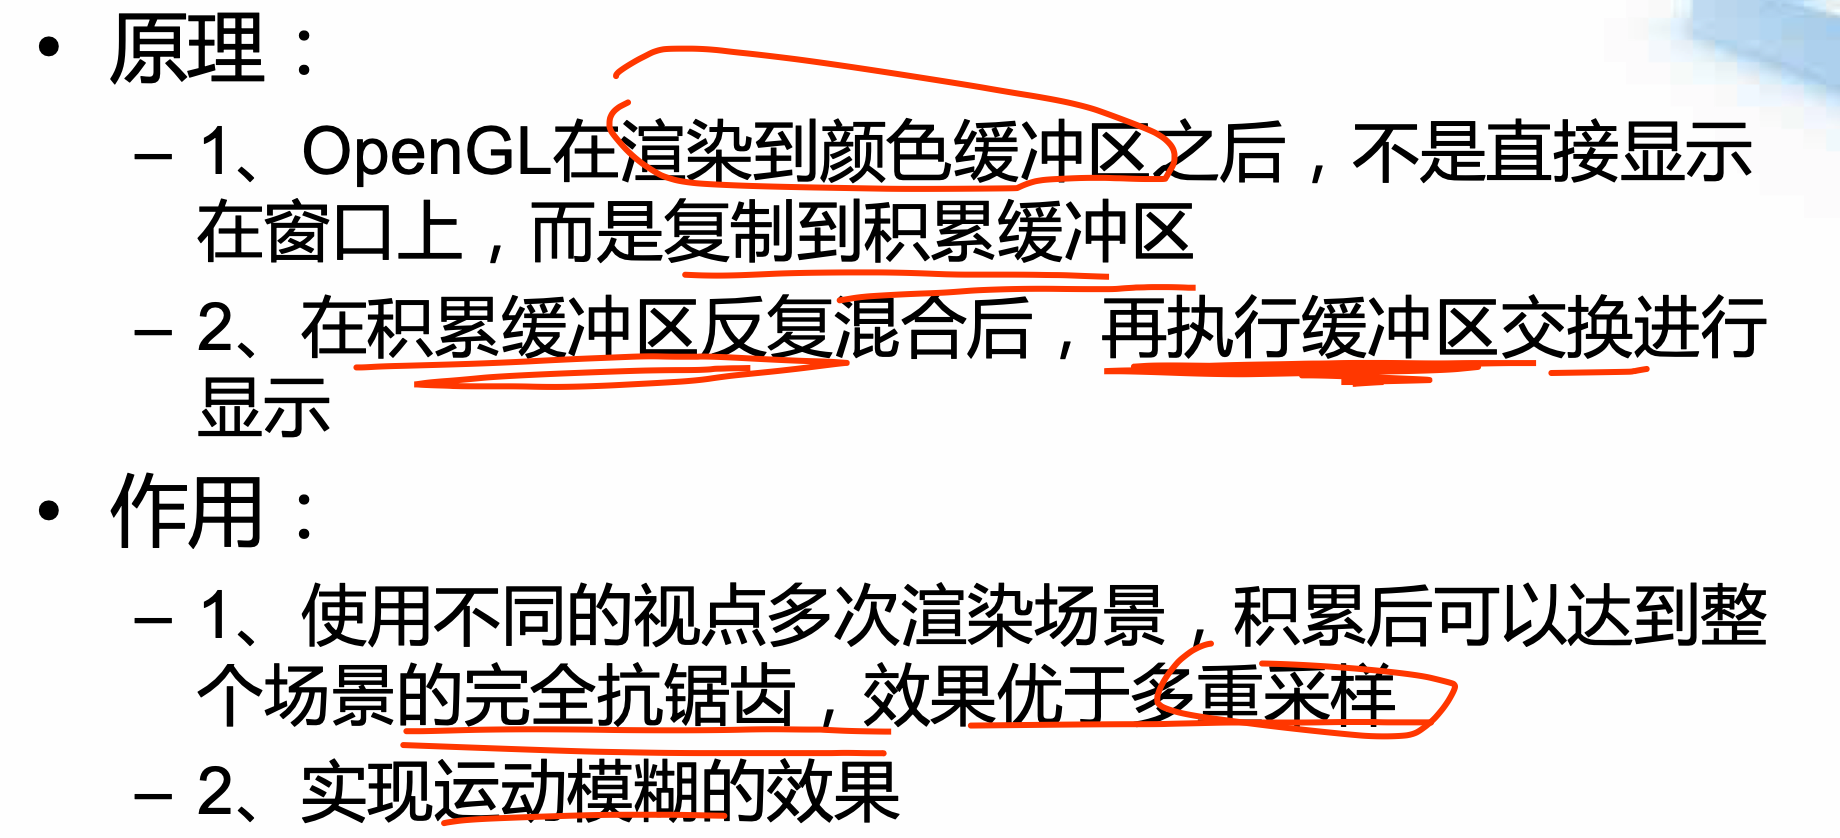 • 原理：
– 1、OpenGL在渲染到颜色缓冲区之后，不是直接显示
在窗口上，而是复制到积累缓冲区
– 2、在积累缓冲区反复混合后，再执行缓冲区交换进行
显示
• 作用：
– 1、使用不同的视点多次渲染场景，积累后可以达到整
个场景的完全抗锯齿，效果优于多重采样
– 2、实现运动模糊的效果